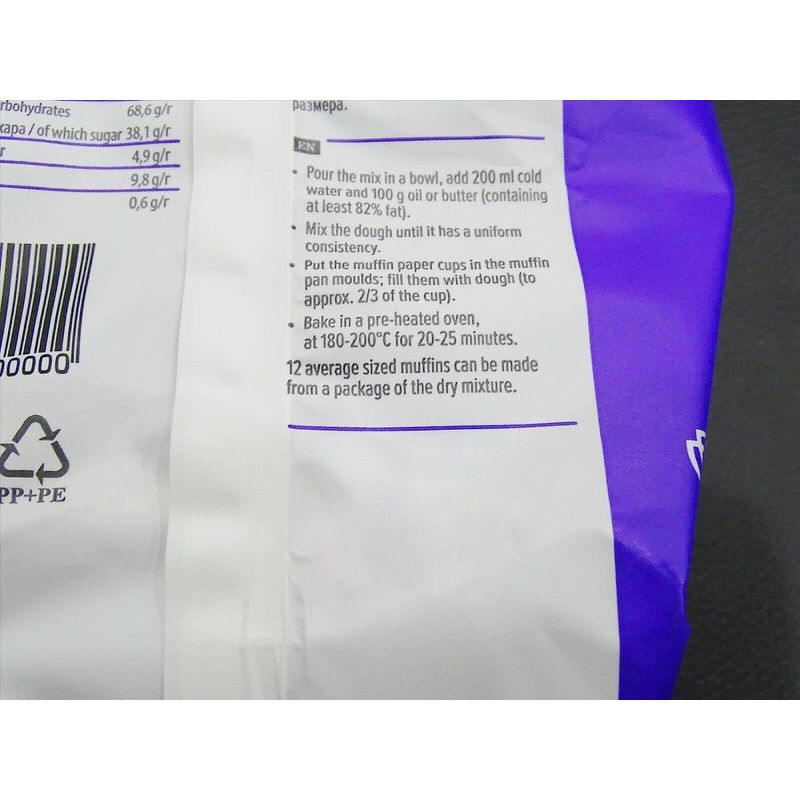 rbohydrates 68,6 g/г
хара / of which sugar 38,1 g/г
r 4,9 g/г
9,8 g/г
0,6 g/г
00000
PP+PE
размера.
EN
• Pour the mix in a bowl, add 200 ml cold
water and 100 g oil or butter (containing
at least 82% fat).
• Mix the dough until it has a uniform
consistency.
• Put the muffin paper cups in the muffin
pan moulds; fill them with dough (to
approx. 2/3 of the cup).
• Bake in a pre-heated oven,
at 180-200°C for 20-25 minutes.
12 average sized muffins can be made
from a package of the dry mixture.